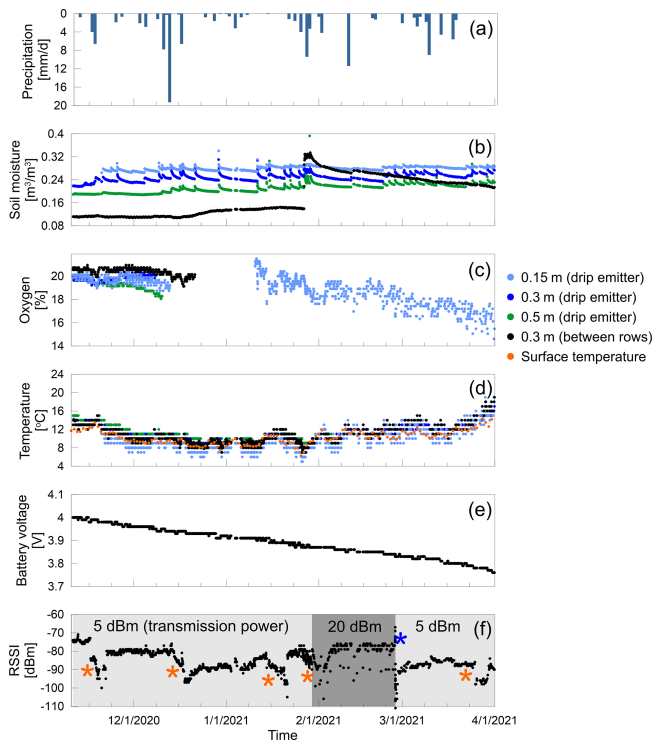 0
4
8
12
16
20
Precipitation
[mm/d]
(a)
0.4
0.32
0.24
0.16
0.08
Soil moisture
[m³/m³]
(b)
20
18
16
14
Oxygen
[%]
(c)
0.15 m (drip emitter)
0.3 m (drip emitter)
0.5 m (drip emitter)
0.3 m (between rows)
Surface temperature
24
20
16
12
8
4
Temperature
[°C]
(d)
4.1
4
3.9
3.8
3.7
Battery voltage
[V]
(e)
-60
-70
-80
-90
-100
-110
RSSI
[dBm]
5 dBm (transmission power)
20 dBm
5 dBm
(f)
12/1/2020
1/1/2021
2/1/2021
3/1/2021
4/1/2021
Time